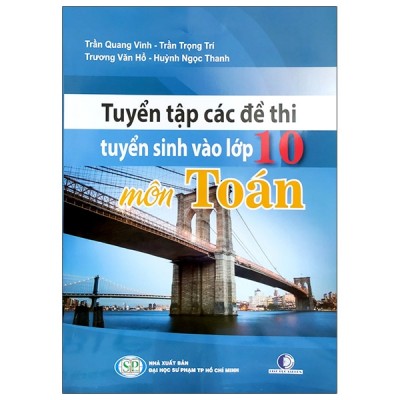 Trần Quang Vinh - Trần Trọng Trí
Trương Văn Hổ - Huỳnh Ngọc Thanh
Tuyển tập các đề thi
tuyển sinh vào lớp 10
môn Toán
SP
NHÀ XUẤT BẢN
ĐẠI HỌC SƯ PHẠM TP HỒ CHÍ MINH